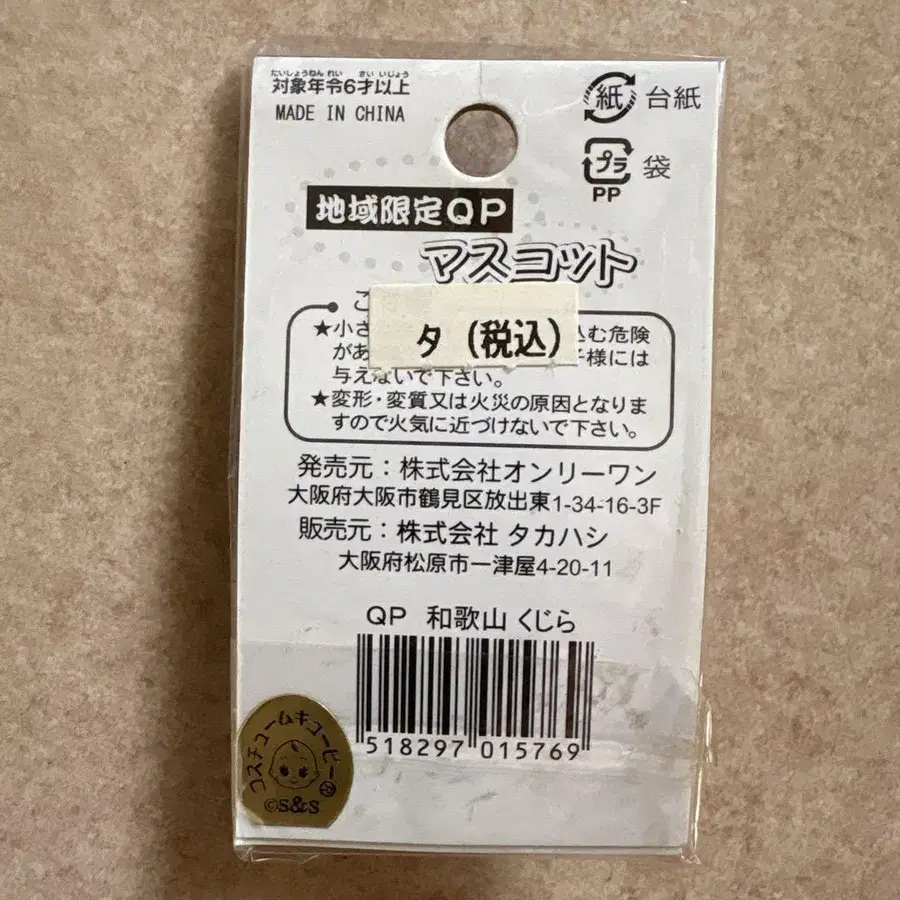 たいしょうねんれい さいいじょう
対象年令6才以上
MADE IN CHINA
紙 台紙
プラ 袋
PP
地域限定QP
マスコット
タ (税込)
★小さ 込む危険
があ 子様には
与えないで下さい。
★変形・変質又は火災の原因となりま
すので火気に近づけないで下さい。
発売元：株式会社オンリーワン
大阪府大阪市鶴見区放出東1-34-16-3F
販売元：株式会社 タカハシ
大阪府松原市一津屋4-20-11
QP 和歌山 くじら
518297 015769
コスチュームキューピー
©S&S